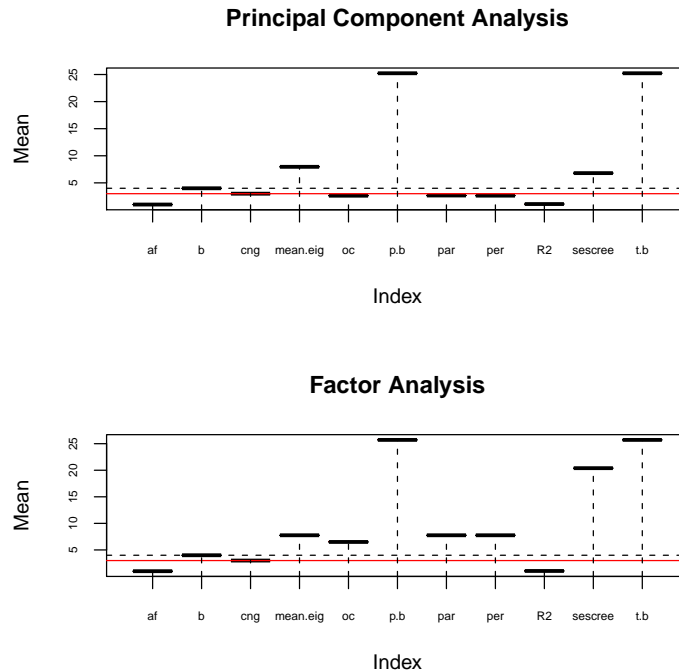 Principal Component Analysis
Mean
25
20
15
10
5
af b cng mean.eig oc p.b par per R2 sescree t.b
Index
Factor Analysis
Mean
25
20
15
10
5
af b cng mean.eig oc p.b par per R2 sescree t.b
Index